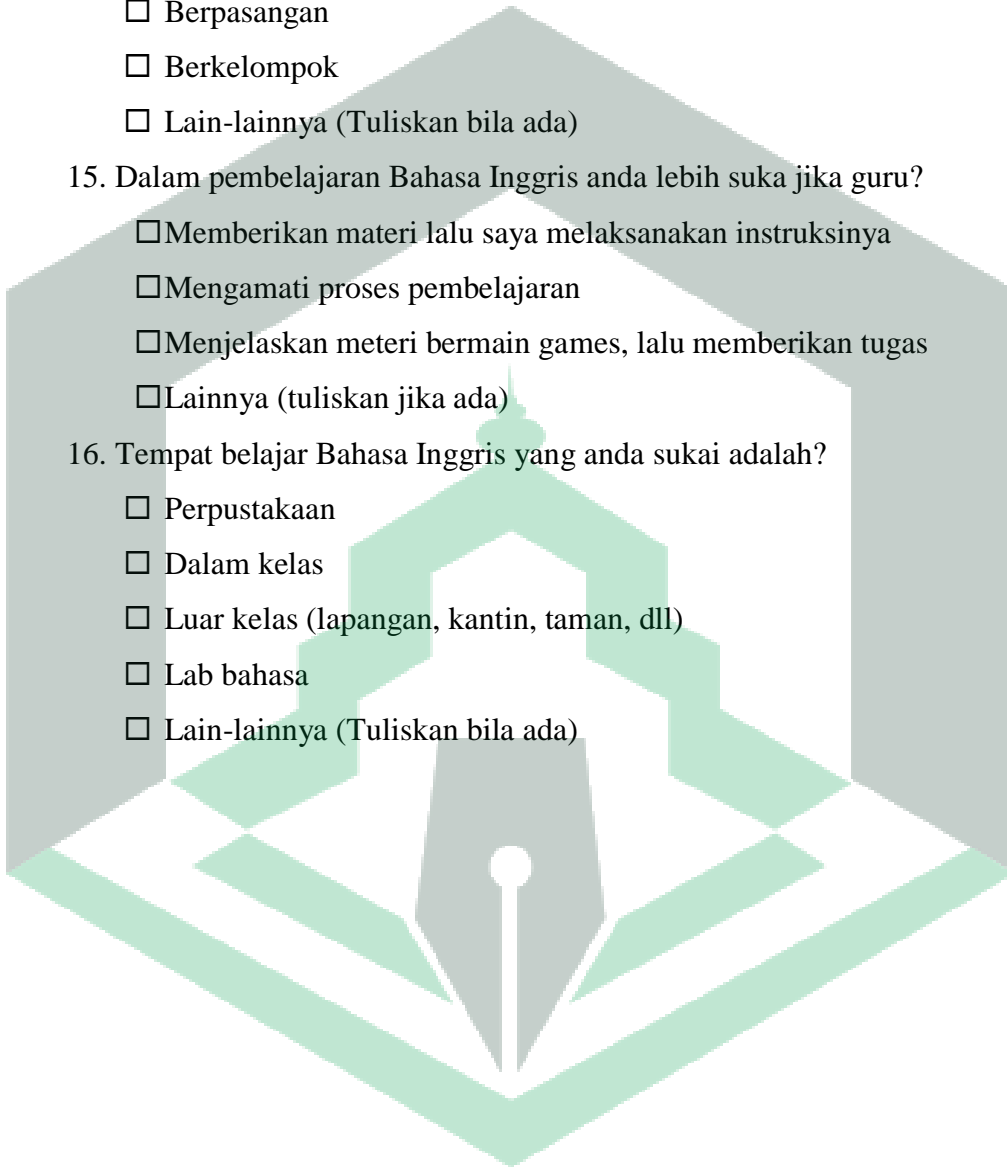 ☐ Berpasangan
☐ Berkelompok
☐ Lain-lainnya (Tuliskan bila ada)
15. Dalam pembelajaran Bahasa Inggris anda lebih suka jika guru?
☐Memberikan materi lalu saya melaksanakan instruksinya
☐Mengamati proses pembelajaran
☐Menjelaskan meteri bermain games, lalu memberikan tugas
☐Lainnya (tuliskan jika ada)
16. Tempat belajar Bahasa Inggris yang anda sukai adalah?
☐ Perpustakaan
☐ Dalam kelas
☐ Luar kelas (lapangan, kantin, taman, dll)
☐ Lab bahasa
☐ Lain-lainnya (Tuliskan bila ada)